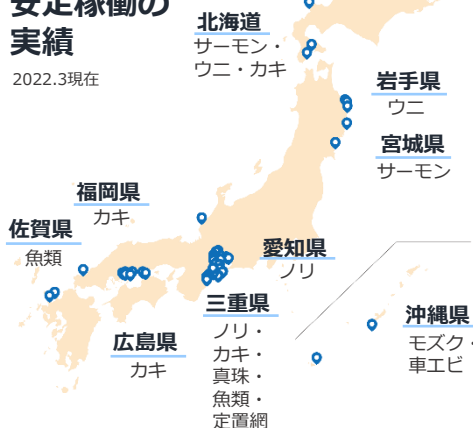 安定稼働の
実績
2022.3現在
北海道
サーモン・
ウニ・カキ
岩手県
ウニ
宮城県
サーモン
福岡県
カキ
佐賀県
魚類
愛知県
ノリ
三重県
ノリ・
カキ・
真珠・
魚類・
定置網
広島県
カキ
沖縄県
モズク・
車エビ